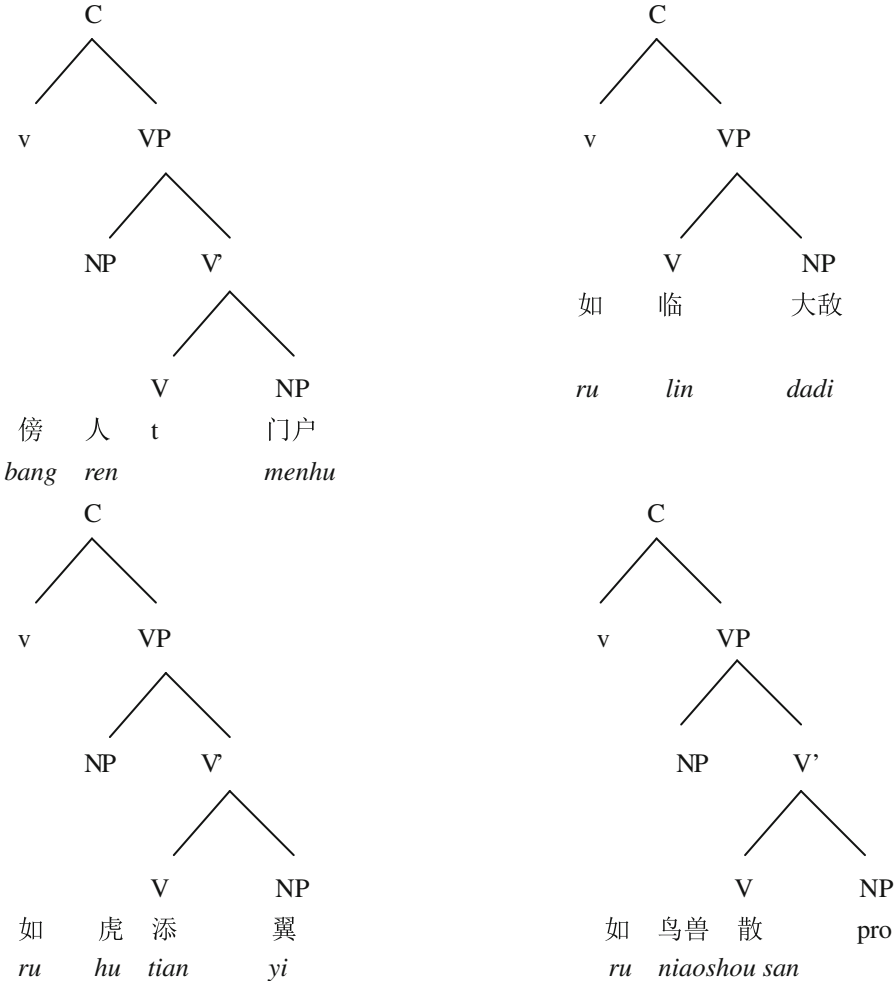 C
v VP
NP V’
V NP
傍 人 t 门户
bang ren menhu
C
v VP
V NP
如 临 大敌
ru lin dadi
C
v VP
NP V’
V NP
如 虎 添 翼
ru hu tian yi
C
v VP
NP V’
V NP
如 鸟兽 散 pro
ru niaoshou san